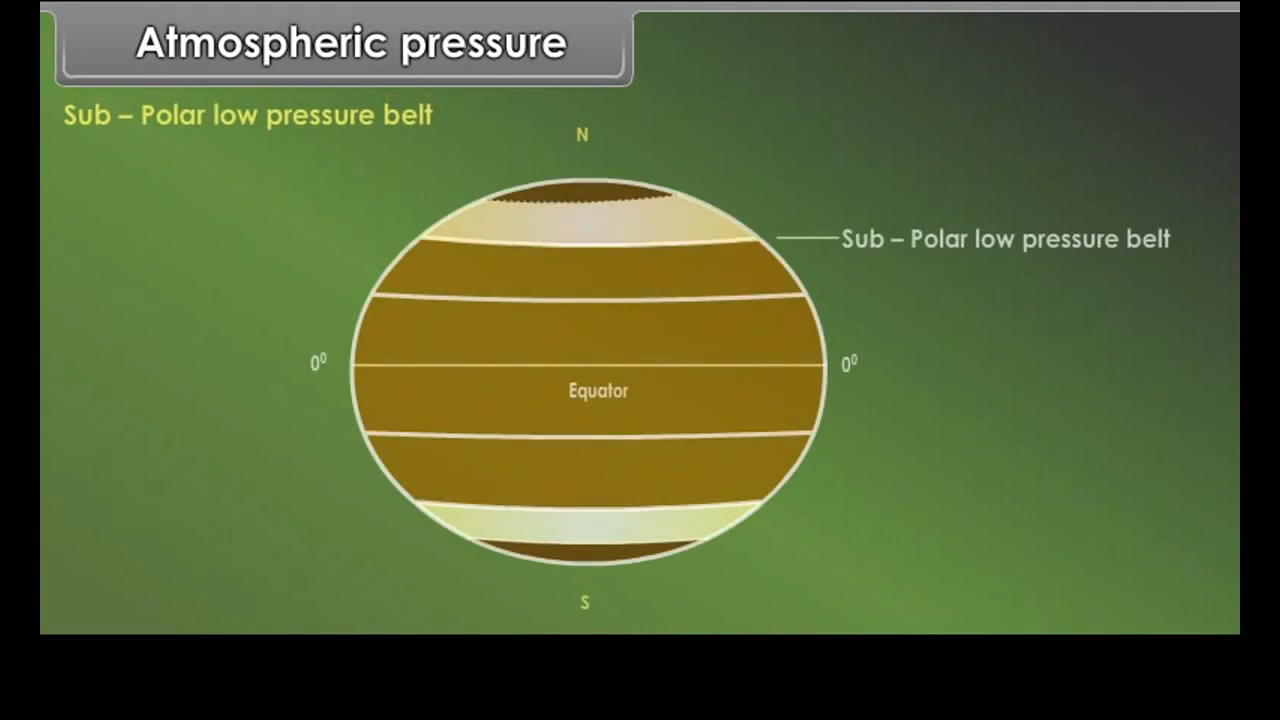 Atmospheric pressure
Sub – Polar low pressure belt
N
Sub – Polar low pressure belt
0⁰
0⁰
Equator
S